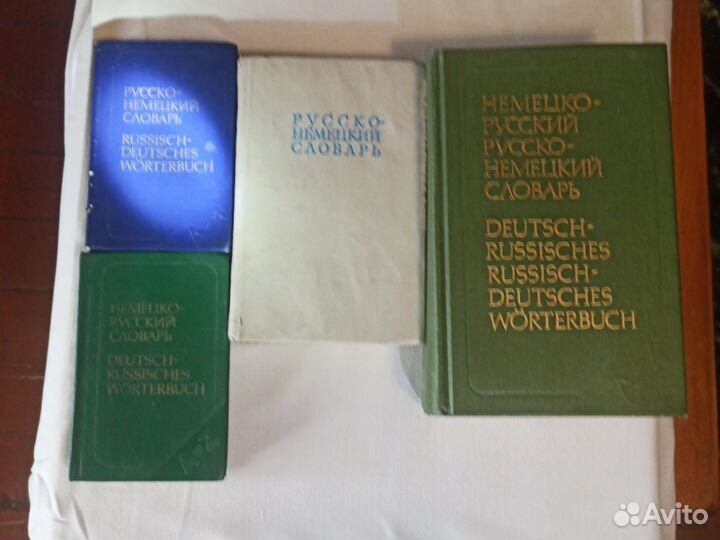 РУССКО-
НЕМЕЦКИЙ
СЛОВАРЬ
RUSSISCH-
DEUTSCHES
WÖRTERBUCH
РУССКО-
НЕМЕЦКИЙ
СЛОВАРЬ
НЕМЕЦКО-
РУССКИЙ
РУССКО-
НЕМЕЦКИЙ
СЛОВАРЬ
DEUTSCH-
RUSSISCHES
RUSSISCH-
DEUTSCHES
WÖRTERBUCH
НЕМЕЦКО-
РУССКИЙ
СЛОВАРЬ
DEUTSCH-
RUSSISCHES
WÖRTERBUCH
Avito